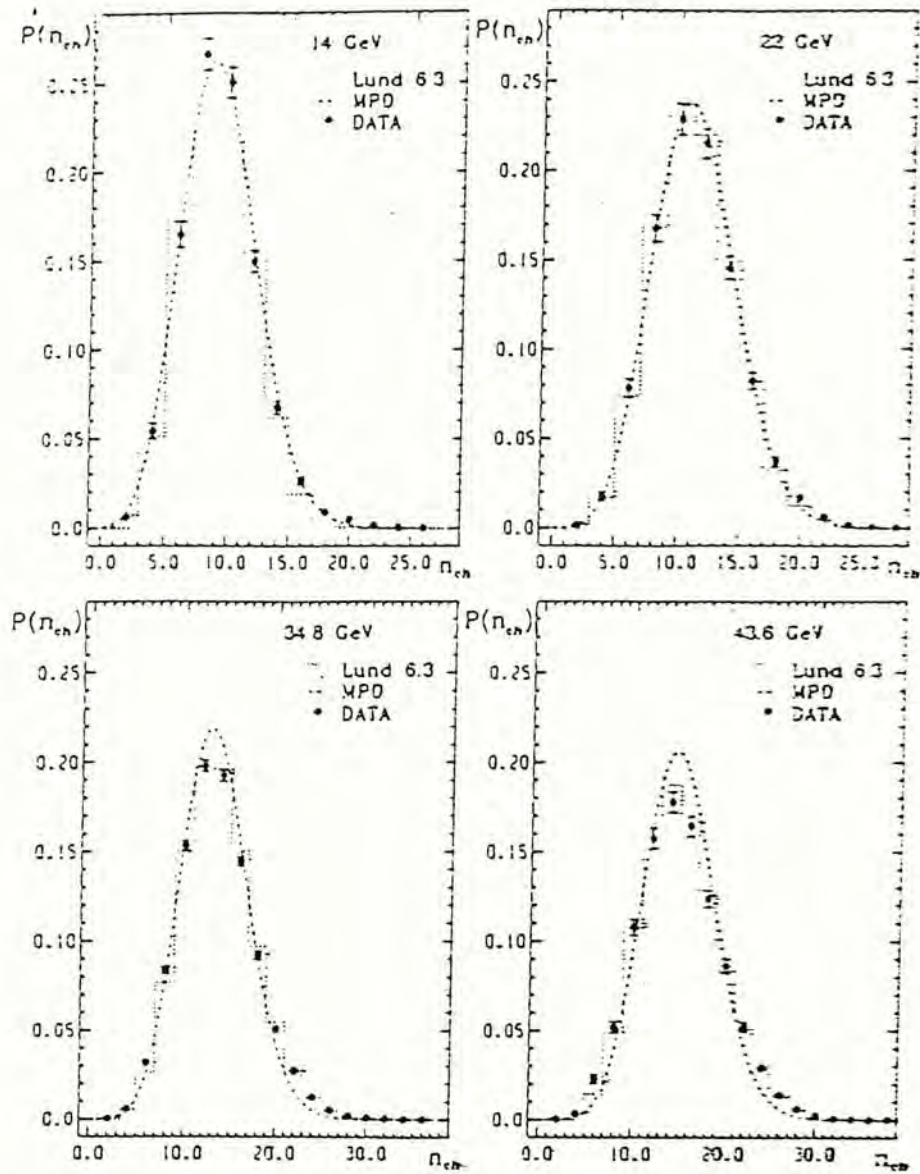 P(n_ch)
14 GeV
Lund 6.3
MPD
DATA
0.25
0.20
0.15
0.10
0.05
0.0
0.0 5.0 10.0 15.0 20.0 25.0 n_ch
P(n_ch)
22 GeV
Lund 6.3
MPD
DATA
0.25
0.20
0.15
0.10
0.05
0.0
0.0 5.0 10.0 15.0 20.0 25.0 n_ch
P(n_ch)
34.8 GeV
Lund 6.3
MPD
DATA
0.25
0.20
0.15
0.10
0.05
0.0
0.0 10.0 20.0 30.0 n_ch
P(n_ch)
43.6 GeV
Lund 6.3
MPD
DATA
0.25
0.20
0.15
0.10
0.05
0.0
0.0 10.0 20.0 30.0 n_ch